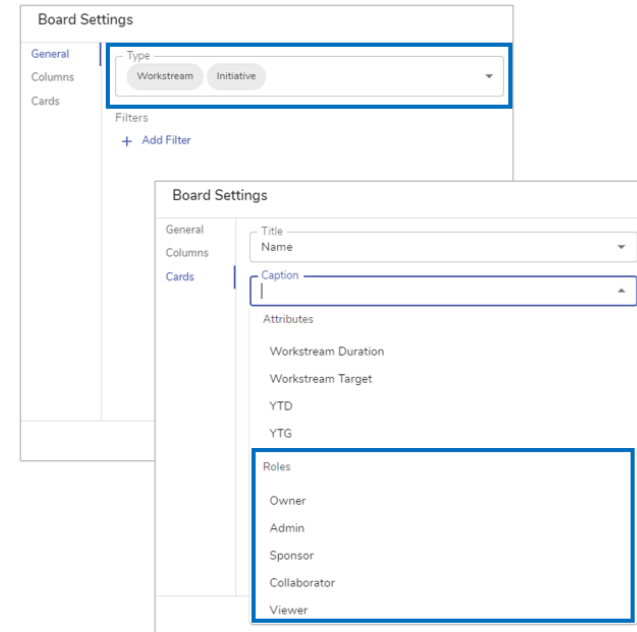 Board Settings
General
Type
Workstream Initiative
Columns
Cards
Filters
+ Add Filter
Board Settings
General
Title
Name
Columns
Cards
Caption
Attributes
Workstream Duration
Workstream Target
YTD
YTG
Roles
Owner
Admin
Sponsor
Collaborator
Viewer